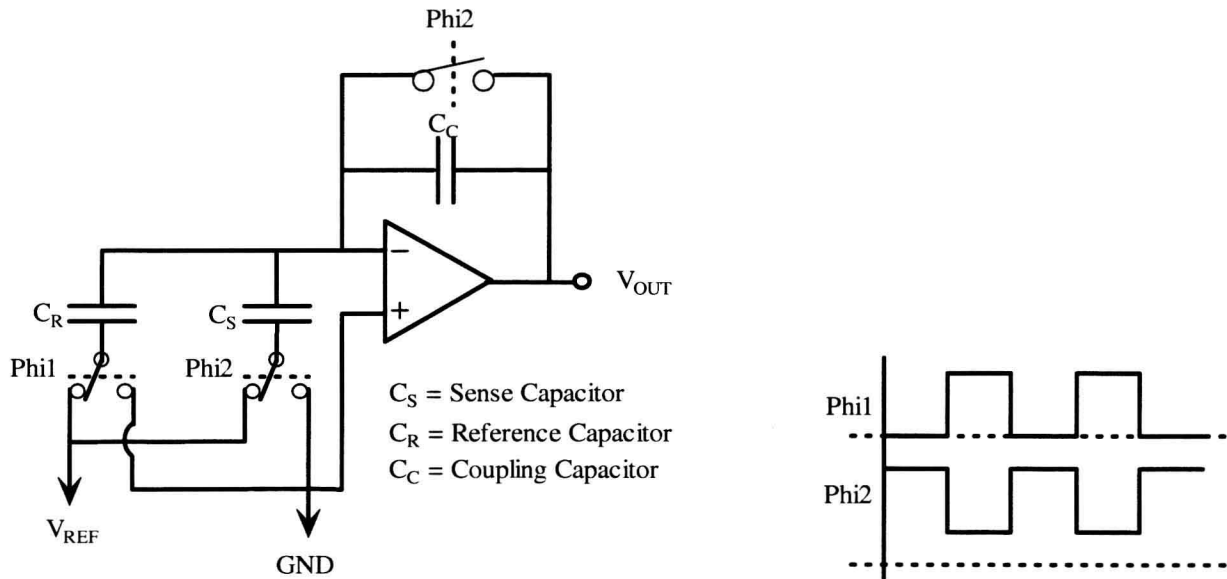 Phi2
C_C
−
+
V_OUT
C_R
C_S
Phi1
Phi2
C_S = Sense Capacitor
C_R = Reference Capacitor
C_C = Coupling Capacitor
V_REF
GND
Phi1
Phi2